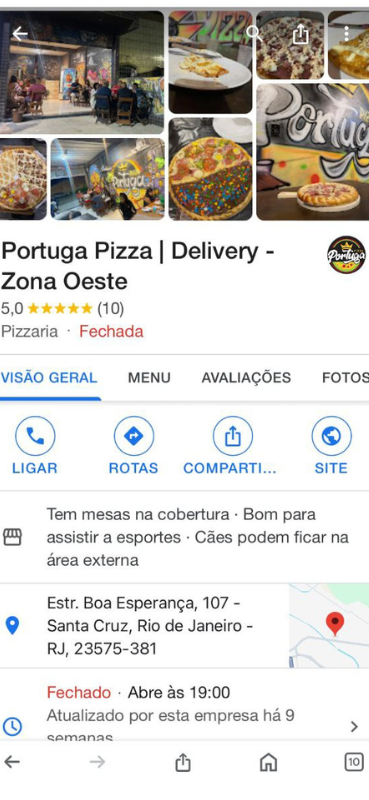 Portuga Pizza | Delivery -
Zona Oeste
Portuga
5,0 ★★★★★ (10)
Pizzaria · Fechada
VISÃO GERAL MENU AVALIAÇÕES FOTOS
LIGAR ROTAS COMPARTI... SITE
Tem mesas na cobertura · Bom para
assistir a esportes · Cães podem ficar na
área externa
Estr. Boa Esperança, 107 -
Santa Cruz, Rio de Janeiro -
RJ, 23575-381
Fechado · Abre às 19:00
Atualizado por esta empresa há 9
semanas
10